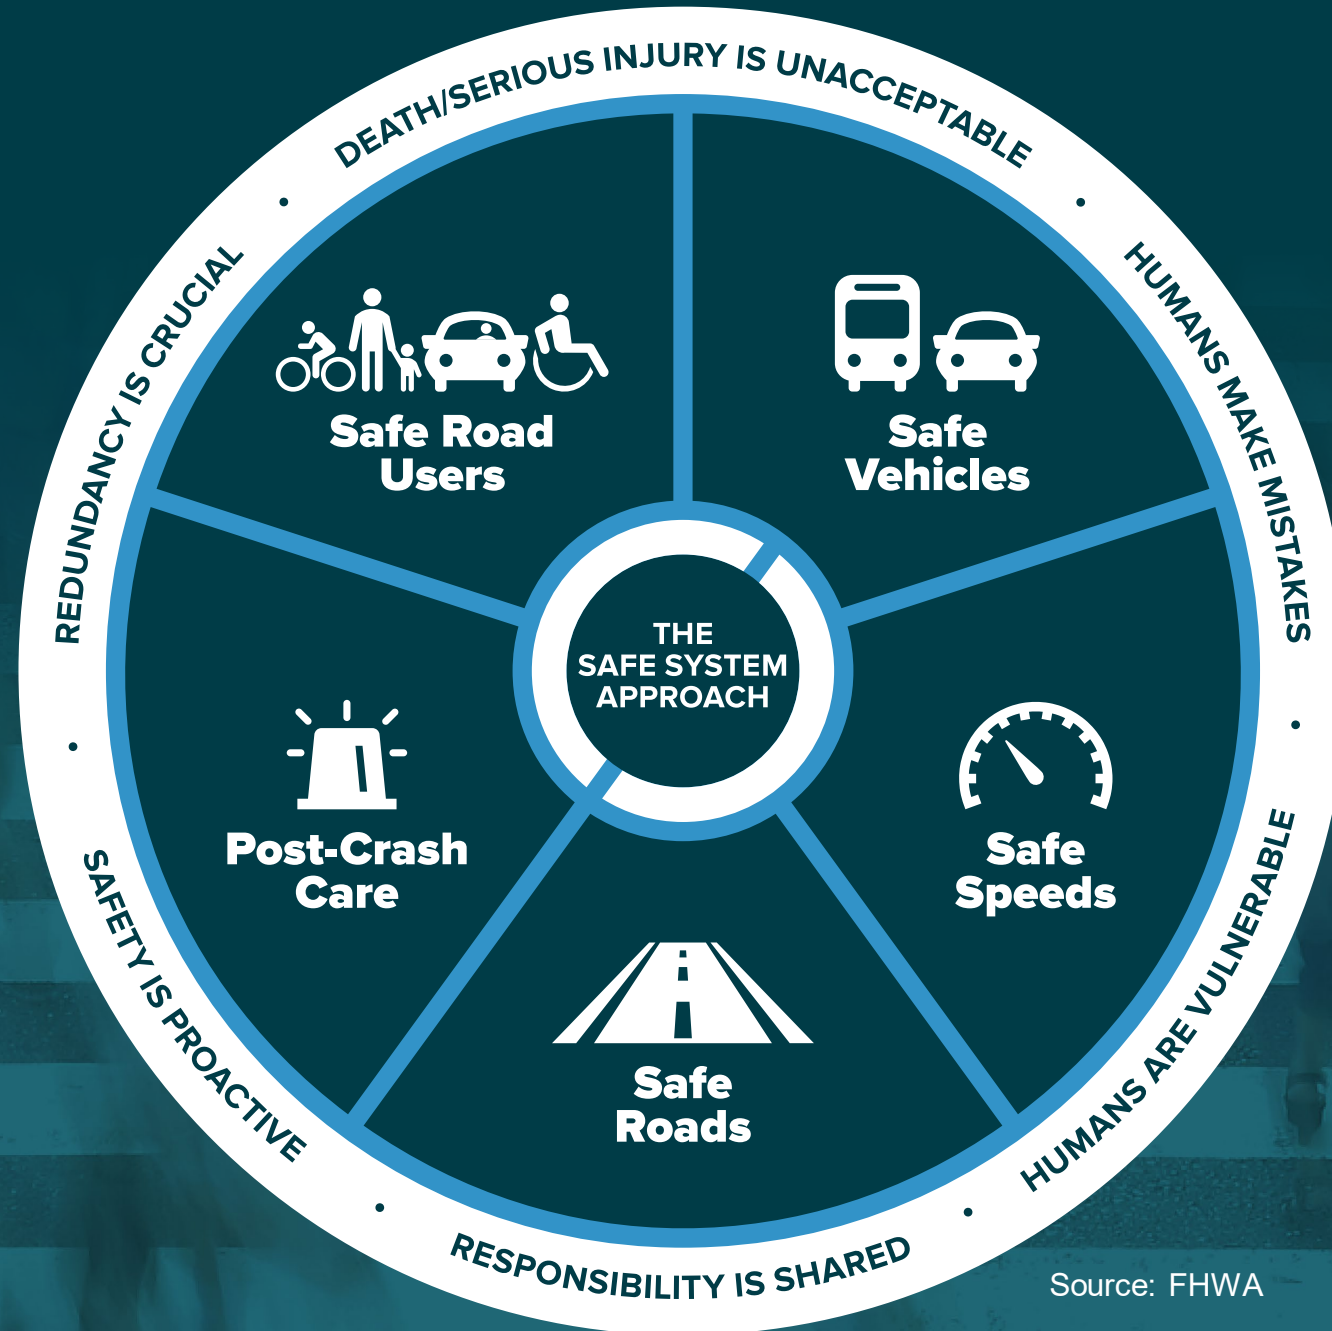 DEATH/SERIOUS INJURY IS UNACCEPTABLE
HUMANS MAKE MISTAKES
HUMANS ARE VULNERABLE
RESPONSIBILITY IS SHARED
SAFETY IS PROACTIVE
REDUNDANCY IS CRUCIAL
Safe Road
Users
Safe
Vehicles
THE
SAFE SYSTEM
APPROACH
Post-Crash
Care
Safe
Speeds
Safe
Roads
Source: FHWA